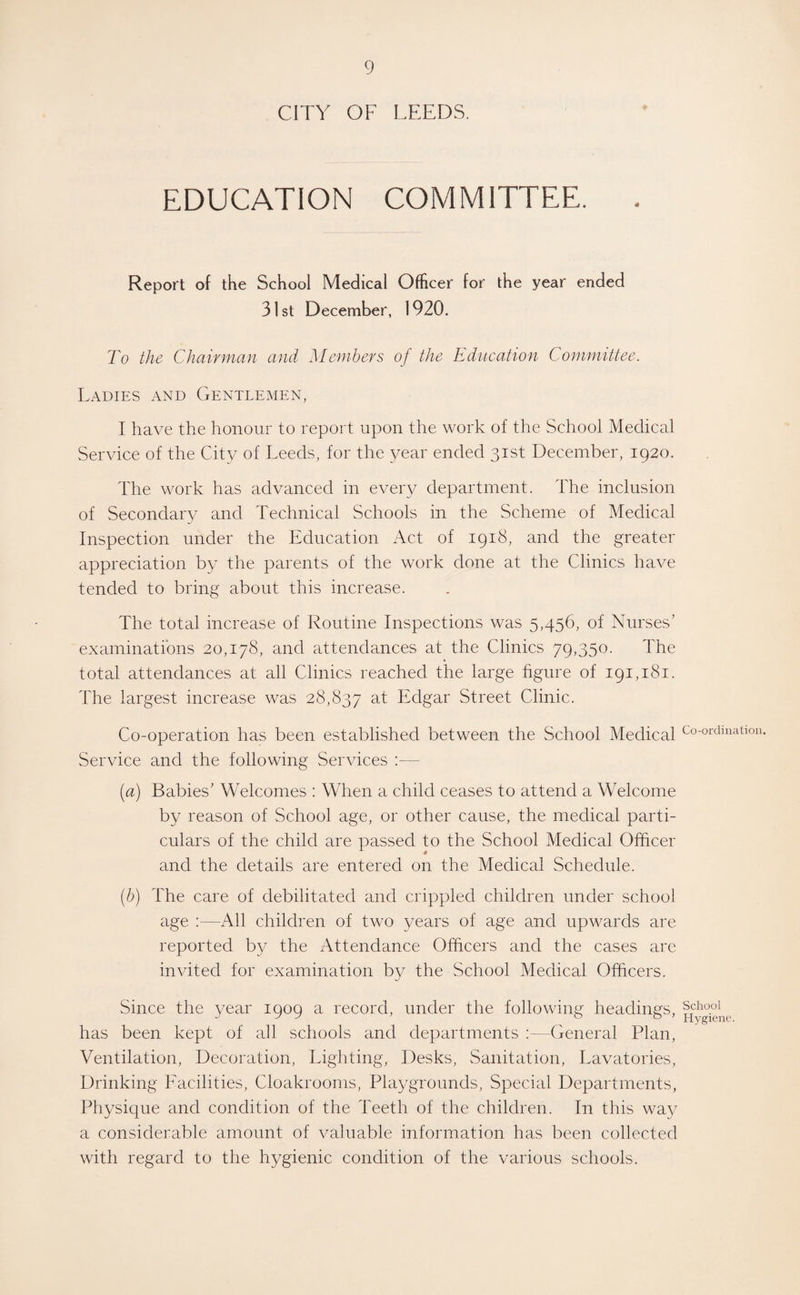 9
CITY OF LEEDS.
EDUCATION COMMITTEE.
Report of the School Medical Officer for the year ended
31st December, 1920.
To the Chairman and Members of the Education Committee.
LADIES AND GENTLEMEN,
I have the honour to report upon the work of the School Medical
Service of the City of Leeds, for the year ended 31st December, 1920.
The work has advanced in every department. The inclusion
of Secondary and Technical Schools in the Scheme of Medical
Inspection under the Education Act of 1918, and the greater
appreciation by the parents of the work done at the Clinics have
tended to bring about this increase.
The total increase of Routine Inspections was 5,456, of Nurses'
examinations 20,178, and attendances at the Clinics 79,350. The
total attendances at all Clinics reached the large figure of 191,181.
The largest increase was 28,837 at Edgar Street Clinic.
Co-operation has been established between the School Medical Co-ordination.
Service and the following Services :—
(a) Babies' Welcomes : When a child ceases to attend a Welcome
by reason of School age, or other cause, the medical parti-
culars of the child are passed to the School Medical Officer
and the details are entered on the Medical Schedule.
(b) The care of debilitated and crippled children under school
age :—All children of two years of age and upwards are
reported by the Attendance Officers and the cases are
invited for examination by the School Medical Officers.
Since the year 1909 a record, under the following headings, School
Hygiene.
has been kept of all schools and departments :—General Plan,
Ventilation, Decoration, Lighting, Desks, Sanitation, Lavatories,
Drinking Facilities, Cloakrooms, Playgrounds, Special Departments,
Physique and condition of the Teeth of the children. In this way
a considerable amount of valuable information has been collected
with regard to the hygienic condition of the various schools.